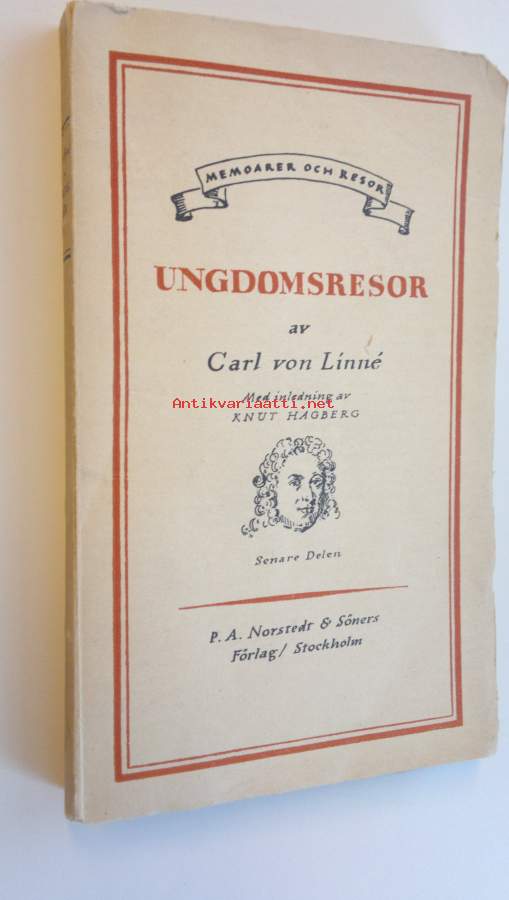 MEMOARER OCH RESOR
UNGDOMSRESOR
av
Carl von Linné
Med inledning av
Antikvariaatti.net
KNUT HAGBERG
Senare Delen
P. A. Norstedt & Söners
Förlag / Stockholm